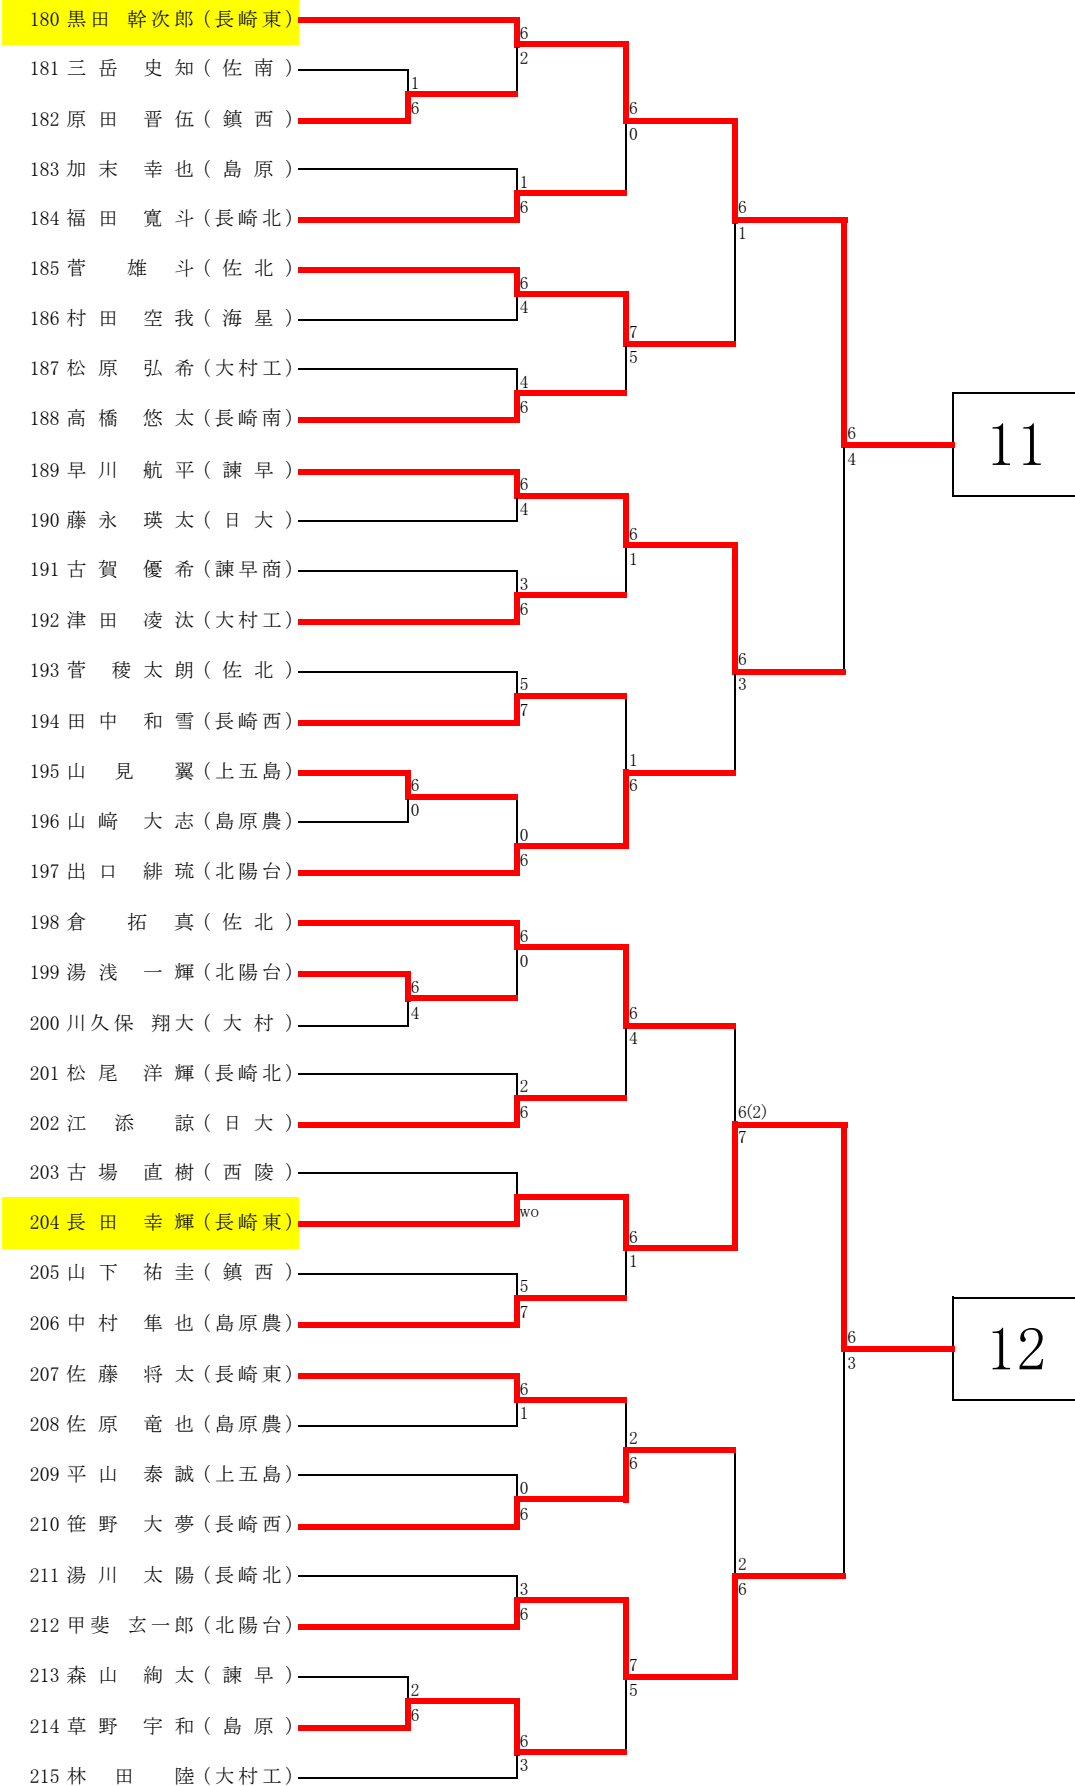 180 黒田 幹次郎 (長崎東)
6
2
181 三岳 史知 (佐南)
1
6
182 原田 晋伍 (鎮西)
6
0
183 加末 幸也 (島原)
1
6
184 福田 寛斗 (長崎北)
6
1
185 菅 雄斗 (佐北)
6
4
186 村田 空我 (海星)
7
5
187 松原 弘希 (大村工)
4
6
188 高橋 悠太 (長崎南)
6
4
11
189 早川 航平 (諫早)
6
4
190 藤永 瑛太 (日大)
6
1
191 古賀 優希 (諫早商)
3
6
192 津田 凌汰 (大村工)
6
3
193 菅 稜太朗 (佐北)
5
7
194 田中 和雪 (長崎西)
1
6
195 山見 翼 (上五島)
6
0
196 山﨑 大志 (島原農)
0
6
197 出口 緋琉 (北陽台)
198 倉 拓真 (佐北)
6
0
199 湯浅 一輝 (北陽台)
6
4
200 川久保 翔大 (大村)
6
4
201 松尾 洋輝 (長崎北)
2
6
202 江添 諒 (日大)
6(2)
7
203 古場 直樹 (西陵)
wo
204 長田 幸輝 (長崎東)
6
1
205 山下 祐圭 (鎮西)
5
7
206 中村 隼也 (島原農)
6
3
12
207 佐藤 将太 (長崎東)
6
1
208 佐原 竜也 (島原農)
2
6
209 平山 泰誠 (上五島)
0
6
210 笹野 大夢 (長崎西)
2
6
211 湯川 太陽 (長崎北)
3
6
212 甲斐 玄一郎 (北陽台)
7
5
213 森山 絢太 (諫早)
2
6
214 草野 宇和 (島原)
6
3
215 林田 陸 (大村工)